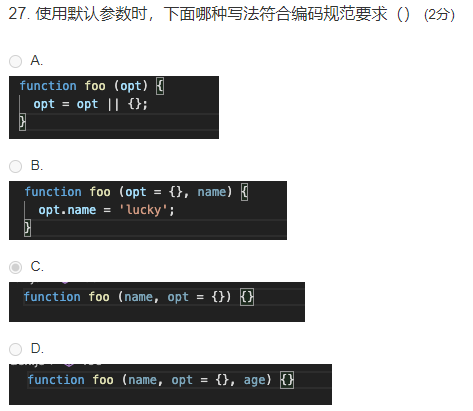 27. 使用默认参数时，下面哪种写法符合编码规范要求（） (2分)
A.
function foo (opt) {
opt = opt || {};
}
B.
function foo (opt = {}, name) {
opt.name = 'lucky';
}
C.
function foo (name, opt = {}) {}
D.
function foo (name, opt = {}, age) {}